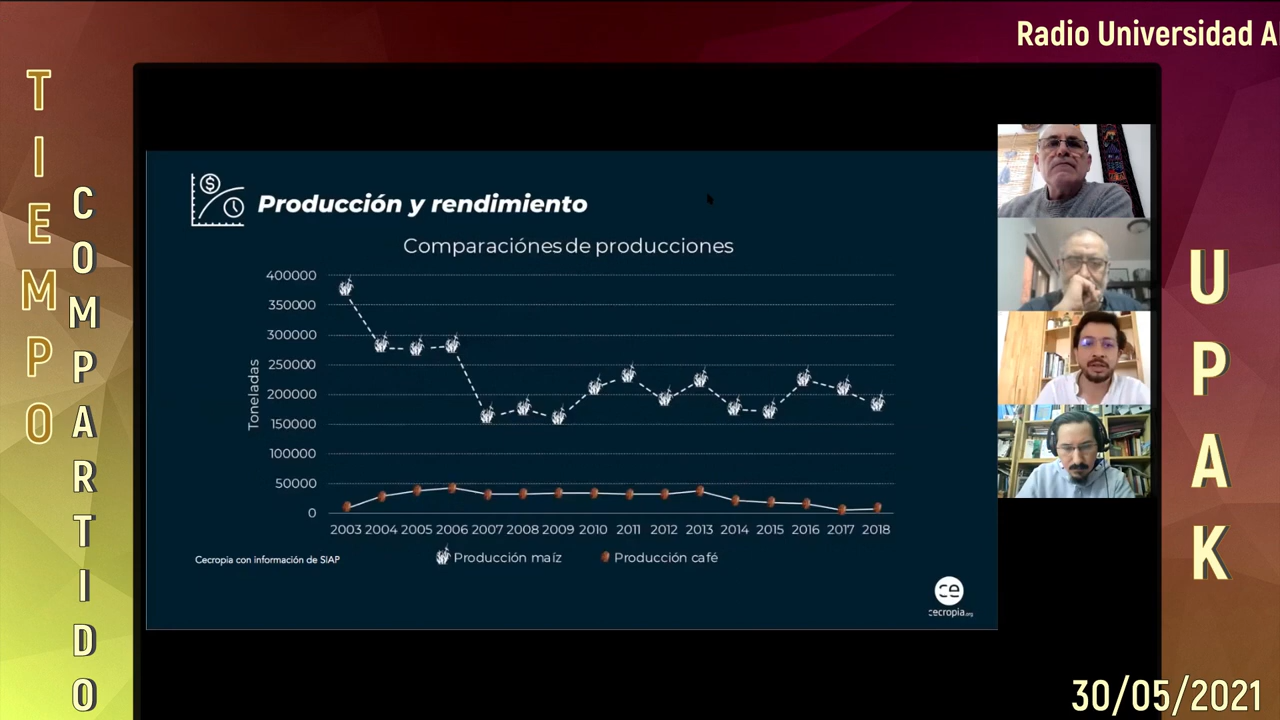 Radio Universidad A
TIEMPO
COMPARTIDO
UPAK
Producción y rendimiento
Comparaciónes de producciones
Toneladas
400000
350000
300000
250000
200000
150000
100000
50000
0
2003 2004 2005 2006 2007 2008 2009 2010 2011 2012 2013 2014 2015 2016 2017 2018
Producción maíz Producción café
Cecropia con información de SIAP
ce
cecropia.org
30/05/2021